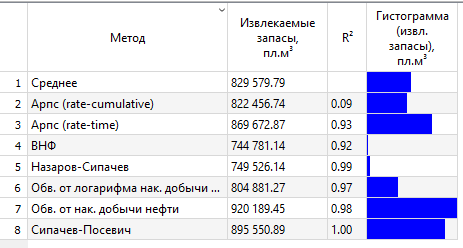 Метод
Извлекаемые запасы, пл.м³
R²
Гистограмма (извл. запасы), пл.м³
1 Среднее 829 579.79
2 Арпс (rate-cumulative) 822 456.74 0.09
3 Арпс (rate-time) 869 672.87 0.93
4 ВНФ 744 781.14 0.92
5 Назаров-Сипачев 749 526.14 0.99
6 Обв. от логарифма нак. добычи ... 804 881.27 0.97
7 Обв. от нак. добычи нефти 920 189.45 0.98
8 Сипачев-Посевич 895 550.89 1.00